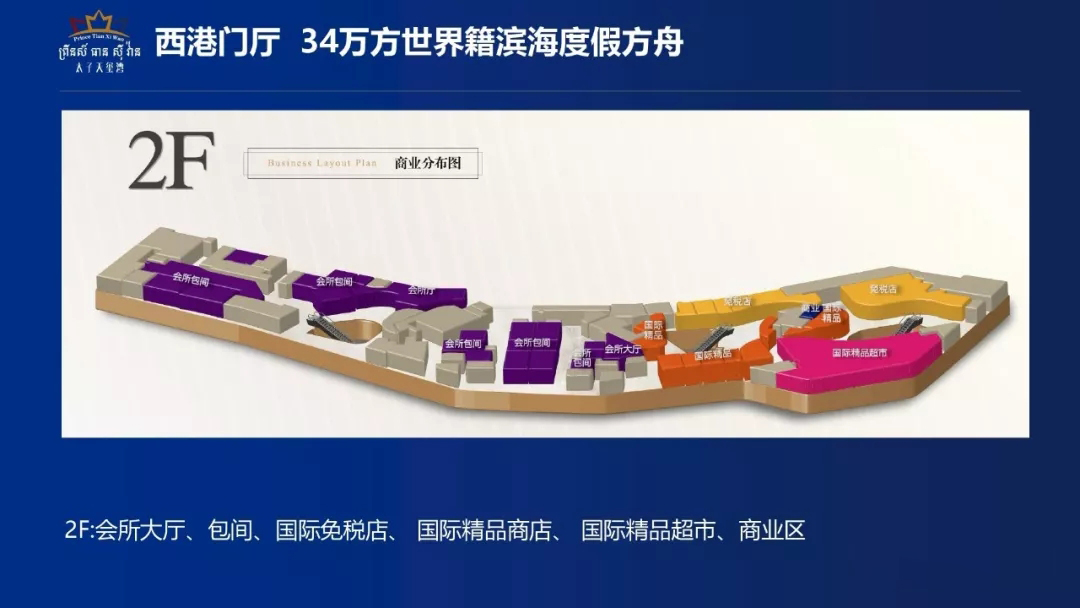 Prince Tian Xi Wan
ព្រីនស៍ ធាន ស៊ី វ៉ាន
太子天玺湾
西港门厅 34万方世界籍滨海度假方舟
2F
Business Layout Plan 商业分布图
会所包间
会所包间
会所厅
会所包间
会所包间
会所
包间
会所大厅
国际
精品
国际精品
免税店
商业
国际
精品
免税店
国际精品超市
2F:会所大厅、包间、国际免税店、 国际精品商店、 国际精品超市、商业区